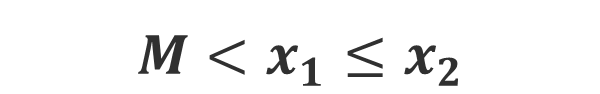 M < x₁ ≤ x₂